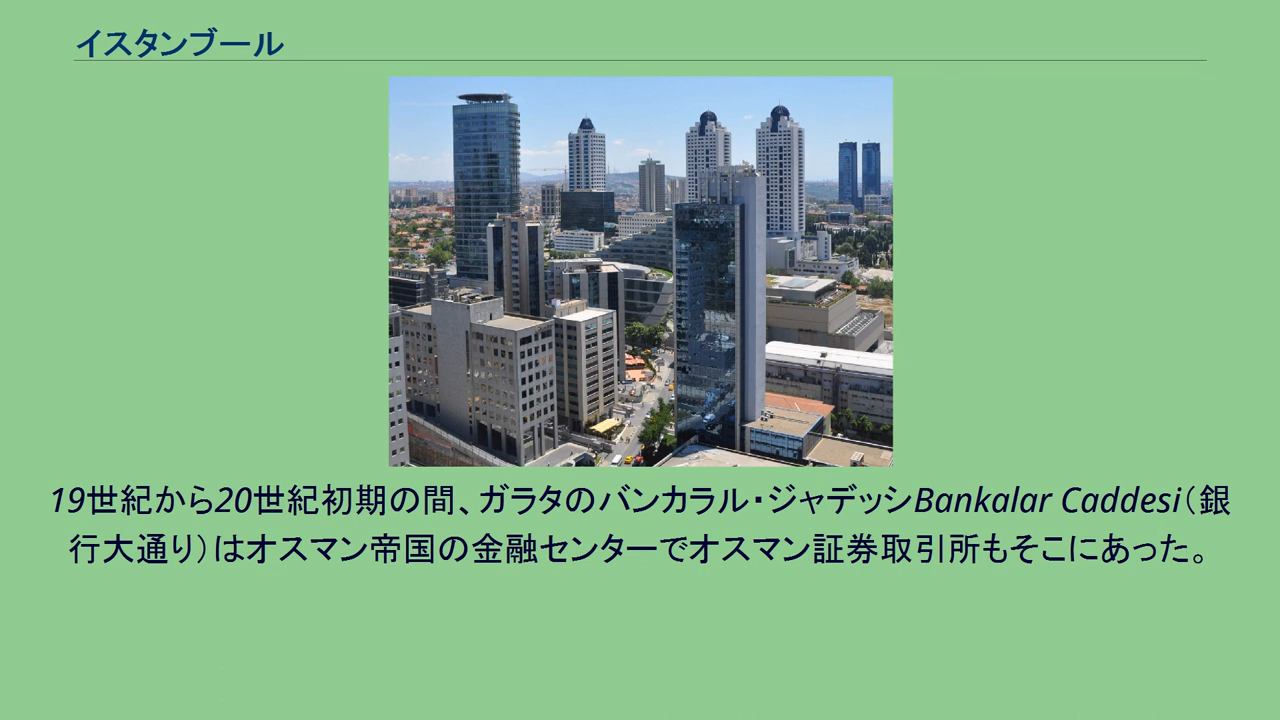 イスタンブール
19世紀から20世紀初期の間、ガラタのバンカラル・ジャデッシBankalar Caddesi（銀
行大通り）はオスマン帝国の金融センターでオスマン証券取引所もそこにあった。